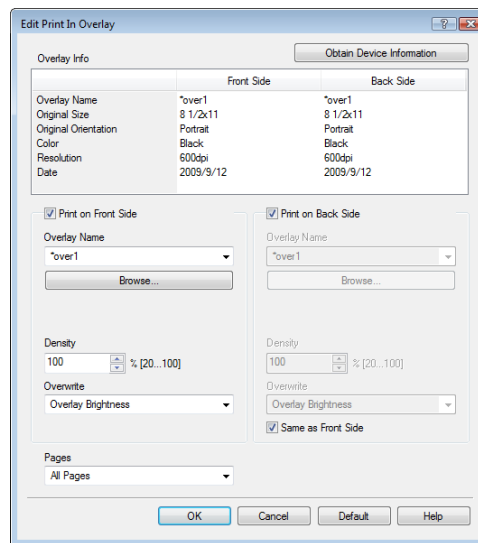 Edit Print In Overlay
Overlay Info
Obtain Device Information
Front Side Back Side
Overlay Name *over1 *over1
Original Size 8 1/2x11 8 1/2x11
Original Orientation Portrait Portrait
Color Black Black
Resolution 600dpi 600dpi
Date 2009/9/12 2009/9/12
Print on Front Side Print on Back Side
Overlay Name Overlay Name
*over1 *over1
Browse... Browse...
Density Density
100 % [20...100] 100 % [20...100]
Overwrite Overwrite
Overlay Brightness Overlay Brightness
Same as Front Side
Pages
All Pages
OK Cancel Default Help